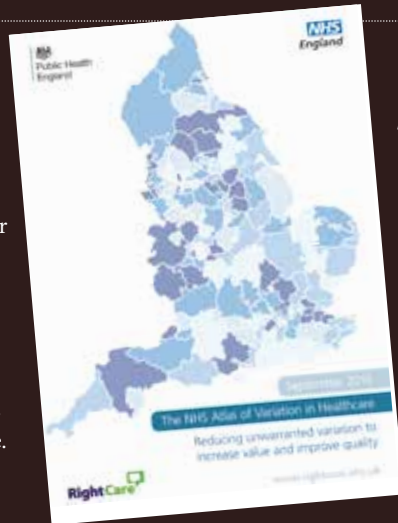 Public Health
England
NHS
England
r
e.
September 2015
The NHS Atlas of Variation in Healthcare
Reducing unwarranted variation to
increase value and improve quality
RightCare
www.rightcare.nhs.uk